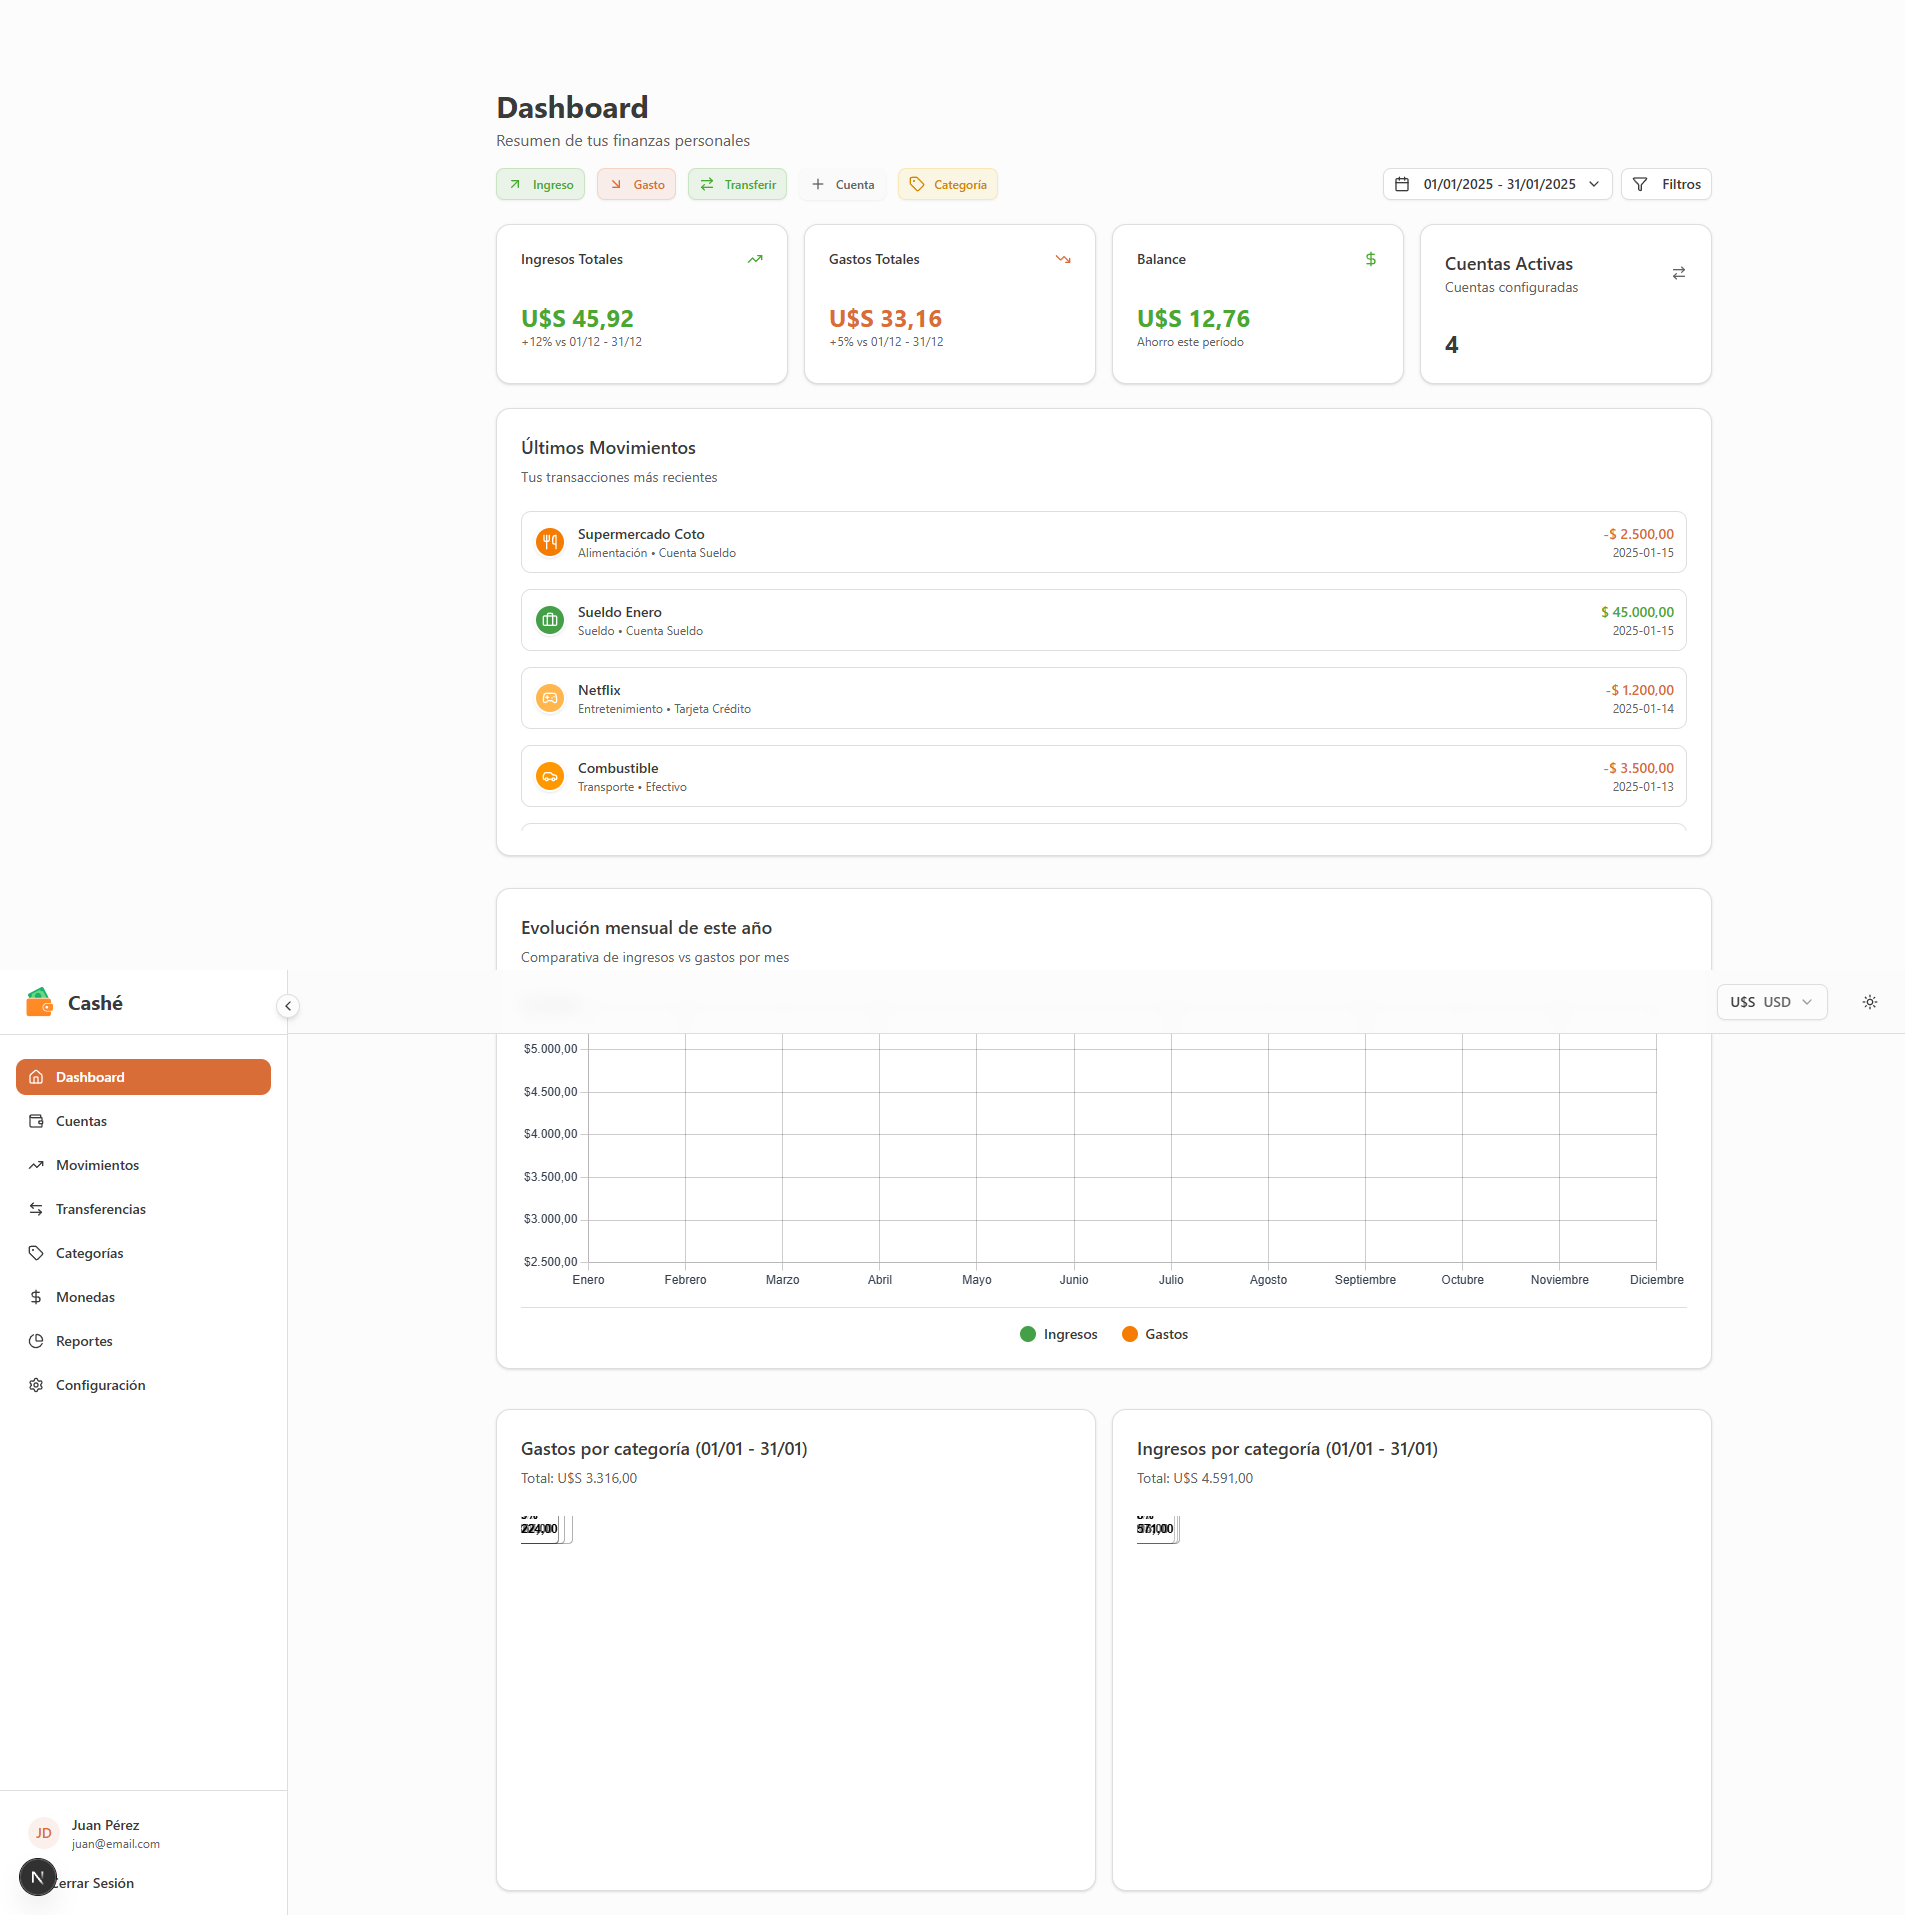 Dashboard
Resumen de tus finanzas personales
Ingreso
Gasto
Transferir
Cuenta
Categoría
01/01/2025 - 31/01/2025
Filtros
Ingresos Totales
U$S 45,92
+12% vs 01/12 - 31/12
Gastos Totales
U$S 33,16
+5% vs 01/12 - 31/12
Balance
U$S 12,76
Ahorro este período
Cuentas Activas
Cuentas configuradas
4
Últimos Movimientos
Tus transacciones más recientes
Supermercado Coto
Alimentación • Cuenta Sueldo
-$ 2.500,00
2025-01-15
Sueldo Enero
Sueldo • Cuenta Sueldo
$ 45.000,00
2025-01-15
Netflix
Entretenimiento • Tarjeta Crédito
-$ 1.200,00
2025-01-14
Combustible
Transporte • Efectivo
-$ 3.500,00
2025-01-13
Evolución mensual de este año
Comparativa de ingresos vs gastos por mes
Cashé
U$S USD
Dashboard
Cuentas
Movimientos
Transferencias
Categorías
Monedas
Reportes
Configuración
$5.000,00
$4.500,00
$4.000,00
$3.500,00
$3.000,00
$2.500,00
Enero Febrero Marzo Abril Mayo Junio Julio Agosto Septiembre Octubre Noviembre Diciembre
Ingresos
Gastos
Gastos por categoría (01/01 - 31/01)
Total: U$S 3.316,00
Ingresos por categoría (01/01 - 31/01)
Total: U$S 4.591,00
JD
Juan Pérez
juan@email.com
N
Cerrar Sesión